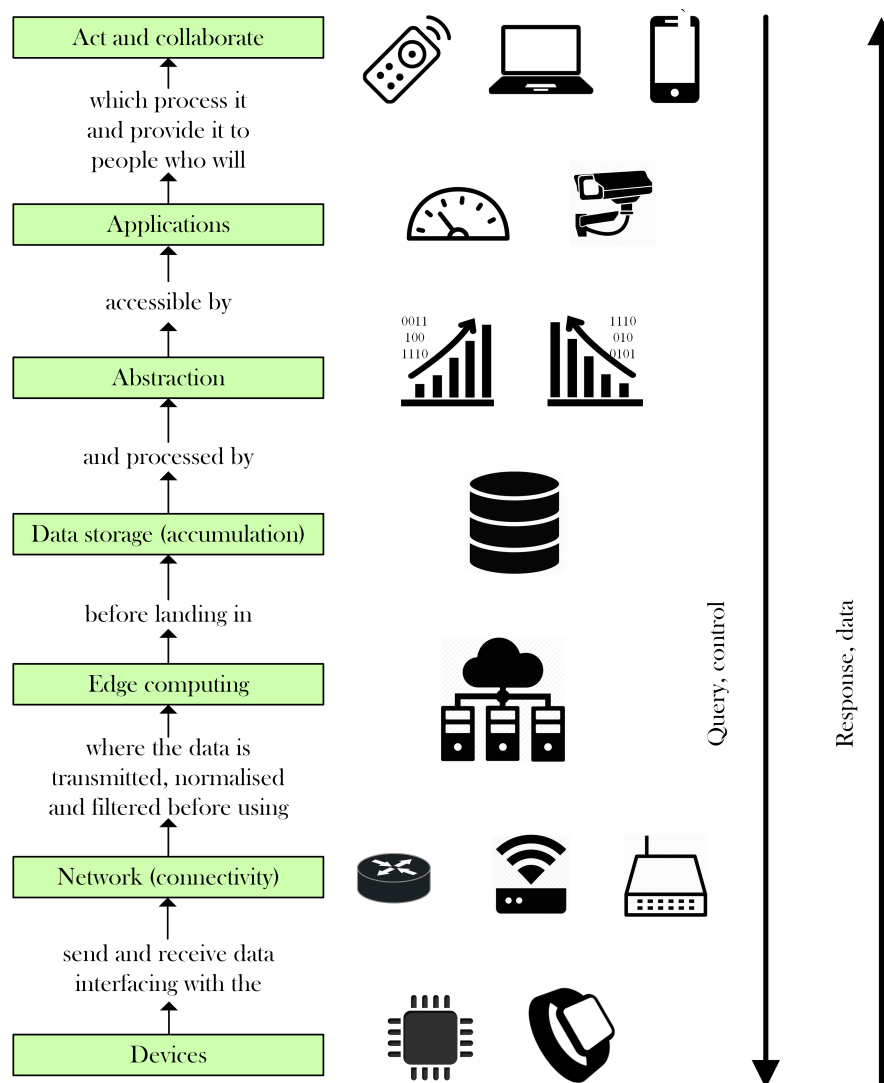 Act and collaborate
which process it
and provide it to
people who will
Applications
accessible by
0011
100
1110
1110
010
0101
Abstraction
and processed by
Data storage (accumulation)
before landing in
Edge computing
where the data is
transmitted, normalised
and filtered before using
Network (connectivity)
send and receive data
interfacing with the
Devices
Query, control
Response, data